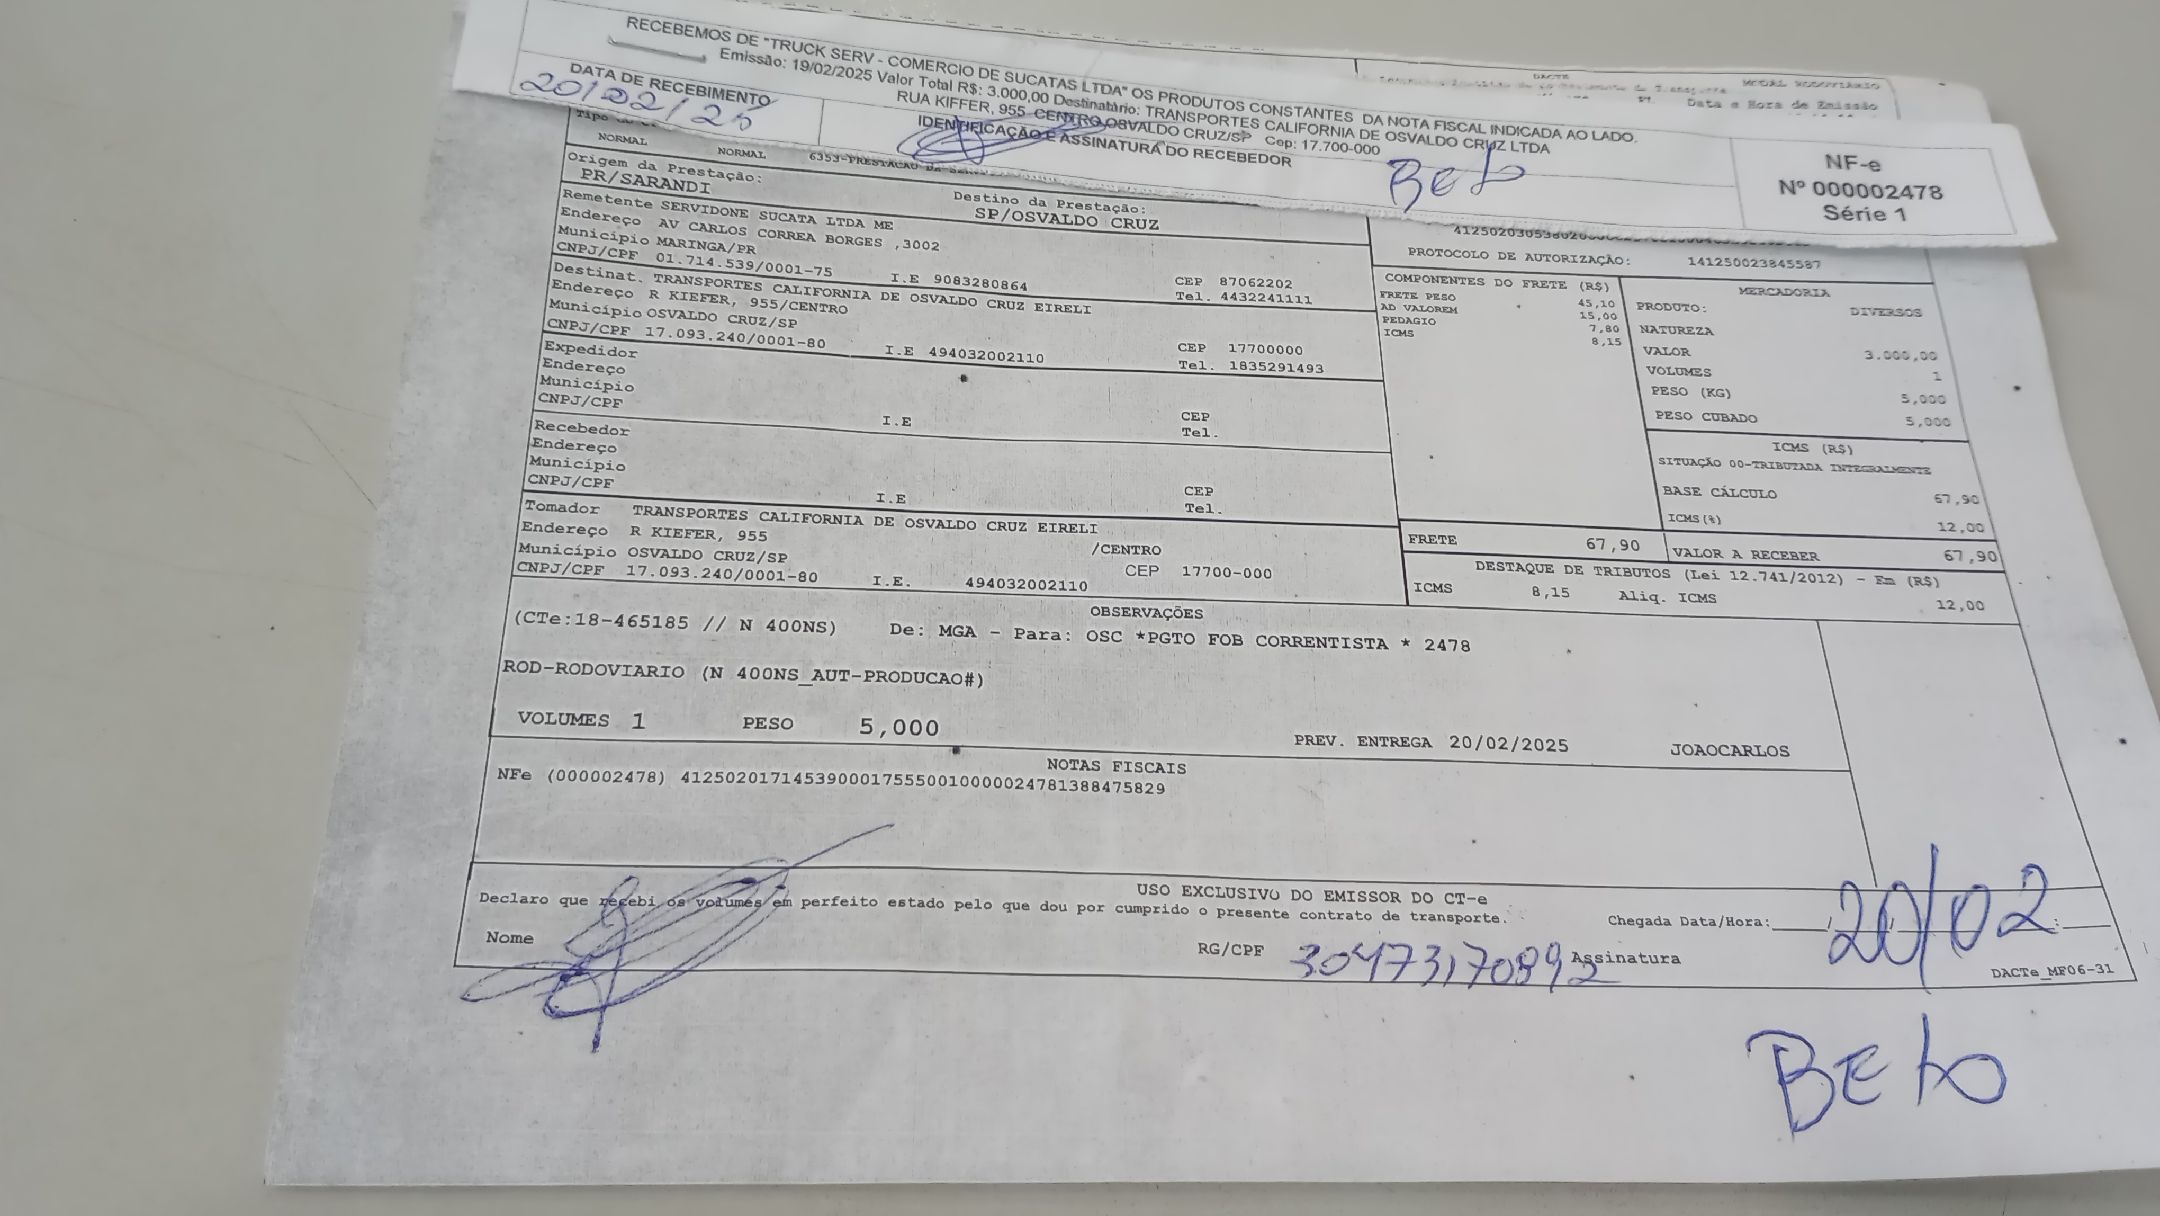 RECEBEMOS DE "TRUCK SERV - COMERCIO DE SUCATAS LTDA" OS PRODUTOS CONSTANTES DA NOTA FISCAL INDICADA AO LADO.
Emissão: 19/02/2025 Valor Total R$: 3.000,00 Destinatário: TRANSPORTES CALIFORNIA DE OSVALDO CRUZ LTDA
RUA KIFFER, 955 CENTRO OSVALDO CRUZ/SP Cep: 17.700-000
DATA DE RECEBIMENTO
20/02/25
IDENTIFICAÇÃO E ASSINATURA DO RECEBEDOR
BEto
NF-e
Nº 000002478
Série 1
DACTE
MODAL RODOVIÁRIO
Data e Hora de Emissão
NORMAL NORMAL 6353-PRESTACAO
Origem da Prestação:
PR/SARANDI
Destino da Prestação:
SP/OSVALDO CRUZ
Remetente SERVIDONE SUCATA LTDA ME
Endereço AV CARLOS CORREA BORGES ,3002
Município MARINGA/PR CEP 87062202
CNPJ/CPF 01.714.539/0001-75 I.E 9083280864 Tel. 4432241111
Destinat. TRANSPORTES CALIFORNIA DE OSVALDO CRUZ EIRELI
Endereço R KIEFER, 955/CENTRO
Município OSVALDO CRUZ/SP CEP 17700000
CNPJ/CPF 17.093.240/0001-80 I.E 494032002110 Tel. 1835291493
Expedidor
Endereço
Município CEP
CNPJ/CPF I.E Tel.
Recebedor
Endereço
Município CEP
CNPJ/CPF I.E Tel.
Tomador TRANSPORTES CALIFORNIA DE OSVALDO CRUZ EIRELI
Endereço R KIEFER, 955 /CENTRO
Município OSVALDO CRUZ/SP CEP 17700-000
CNPJ/CPF 17.093.240/0001-80 I.E. 494032002110
PROTOCOLO DE AUTORIZAÇÃO: 141250023845587
COMPONENTES DO FRETE (R$)
FRETE PESO 45,10
AD VALOREM 15,00
PEDAGIO 7,80
ICMS 8,15
MERCADORIA
PRODUTO: DIVERSOS
NATUREZA
VALOR 3.000,00
VOLUMES 1
PESO (KG) 5,000
PESO CUBADO 5,000
ICMS (R$)
SITUAÇÃO 00-TRIBUTADA INTEGRALMENTE
BASE CÁLCULO 67,90
ICMS(%) 12,00
FRETE 67,90 VALOR A RECEBER 67,90
DESTAQUE DE TRIBUTOS (Lei 12.741/2012) - Em (R$)
ICMS 8,15 Aliq. ICMS 12,00
OBSERVAÇÕES
(CTe:18-465185 // N 400NS) De: MGA - Para: OSC *PGTO FOB CORRENTISTA * 2478
ROD-RODOVIARIO (N 400NS_AUT-PRODUCAO#)
VOLUMES 1 PESO 5,000 PREV. ENTREGA 20/02/2025 JOAOCARLOS
NOTAS FISCAIS
NFe (000002478) 41250201714539000175550010000024781388475829
USO EXCLUSIVO DO EMISSOR DO CT-e
Declaro que recebi os volumes em perfeito estado pelo que dou por cumprido o presente contrato de transporte.
Chegada Data/Hora: 20/02
Nome RG/CPF 30473170892 Assinatura
DACTe_MF06-31
BEto